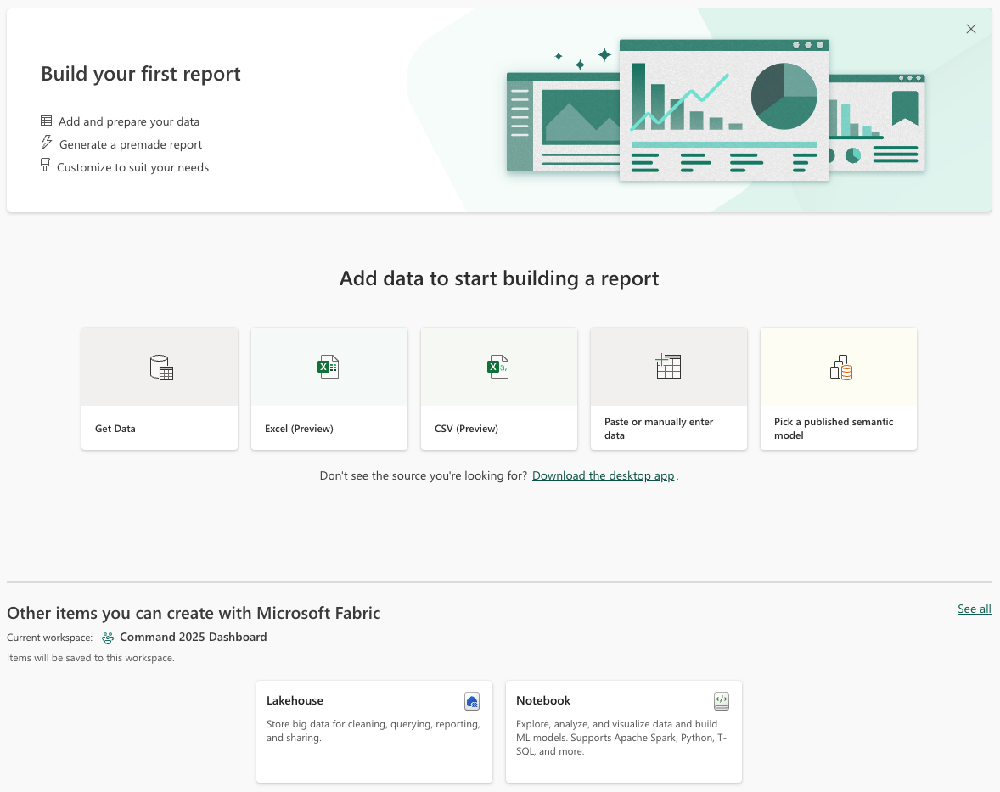 Build your first report
Add and prepare your data
Generate a premade report
Customize to suit your needs
Add data to start building a report
Get Data
Excel (Preview)
CSV (Preview)
Paste or manually enter
data
Pick a published semantic
model
Don't see the source you're looking for? Download the desktop app.
Other items you can create with Microsoft Fabric
See all
Current workspace: Command 2025 Dashboard
Items will be saved to this workspace.
Lakehouse
Store big data for cleaning, querying, reporting,
and sharing.
Notebook
Explore, analyze, and visualize data and build
ML models. Supports Apache Spark, Python, T-
SQL, and more.